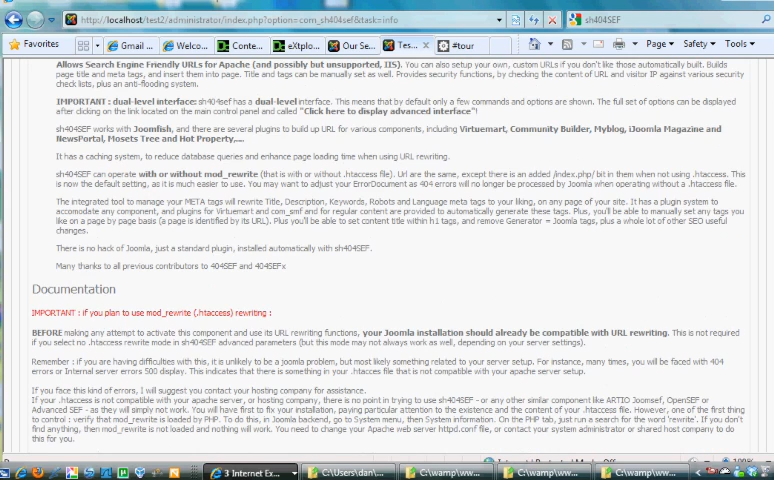 http://localhost/test2/administrator/index.php?option=com_sh404sef&task=info
sh404SEF
Favorites
Gmail ...
Welco...
Conte...
eXtplo...
Our Se...
Tes...
#tour
Page
Safety
Tools
Allows Search Engine Friendly URLs for Apache (and possibly but unsupported, IIS). You can also setup your own, custom URLs if you don't like those automatically built. Builds
page title and meta tags, and insert them into page. Title and tags can be manually set as well. Provides security functions, by checking the content of URL and visitor IP against various security
check lists, plus an anti-flooding system.
IMPORTANT : dual-level interface: sh404sef has a dual-level interface. This means that by default only a few commands and options are shown. The full set of options can be displayed
after clicking on the link located on the main control panel and called "Click here to display advanced interface"!
sh404SEF works with Joomfish, and there are several plugins to build up URL for various components, including Virtuemart, Community Builder, Myblog, iJoomla Magazine and
NewsPortal, Mosets Tree and Hot Property,....
It has a caching system, to reduce database queries and enhance page loading time when using URL rewriting.
sh404SEF can operate with or without mod_rewrite (that is with or without .htaccess file). Url are the same, except there is an added /index.php/ bit in them when not using .htaccess. This
is now the default setting, as it is much easier to use. You may want to adjust your ErrorDocument as 404 errors will no longer be processed by Joomla when operating without a .htaccess file.
The integrated tool to manage your META tags will rewrite Title, Description, Keywords, Robots and Language meta tags to your liking, on any page of your site. It has a plugin system to
accomodate any component, and plugins for Virtuemart and com_smf and for regular content are provided to automatically generate these tags. Plus, you'll be able to manually set any tags you
like on a page by page basis (a page is identified by its URL). Plus you'll be able to set content title within h1 tags, and remove Generator = Joomla tags, plus a whole lot of other SEO useful
changes.
There is no hack of Joomla, just a standard plugin, installed automatically with sh404SEF.
Many thanks to all previous contributors to 404SEF and 404SEFx
Documentation
IMPORTANT : if you plan to use mod_rewrite (.htaccess) rewriting :
BEFORE making any attempt to activate this component and use its URL rewriting functions, your Joomla installation should already be compatible with URL rewriting. This is not required
if you select no .htaccess rewrite mode in sh404SEF advanced parameters (but this mode may not always work as well, depending on your server settings).
Remember : if you are having difficulties with this, it is unlikely to be a joomla problem, but most likely something related to your server setup. For instance, many times, you will be faced with 404
errors or Internal server errors 500 display. This indicates that there is something in your .htacces file that is not compatible with your apache server setup.
If you face this kind of errors, I will suggest you contact your hosting company for assistance.
If your .htaccess is not compatible with your apache server, or hosting company, there is no point in trying to use sh404SEF - or any other similar component like ARTIO Joomsef, OpenSEF or
Advanced SEF - as they will simply not work. You will have first to fix your installation, paying particular attention to the existence and the content of your .htaccess file. However, one of the first thing
to control : verify that mod_rewrite is loaded by PHP. To do this, in Joomla backend, go to System menu, then System information. On the PHP tab, just run a search for the word 'rewrite'. If you don't
find anything, then mod_rewrite is not loaded and nothing will work. You need to change your Apache web server httpd.conf file, or contact your system administrator or shared host company to do
this for you.
3 Internet Ex...
C:\Users\dan\...
C:\wamp\ww...
C:\wamp\ww...
C:\wamp\ww...